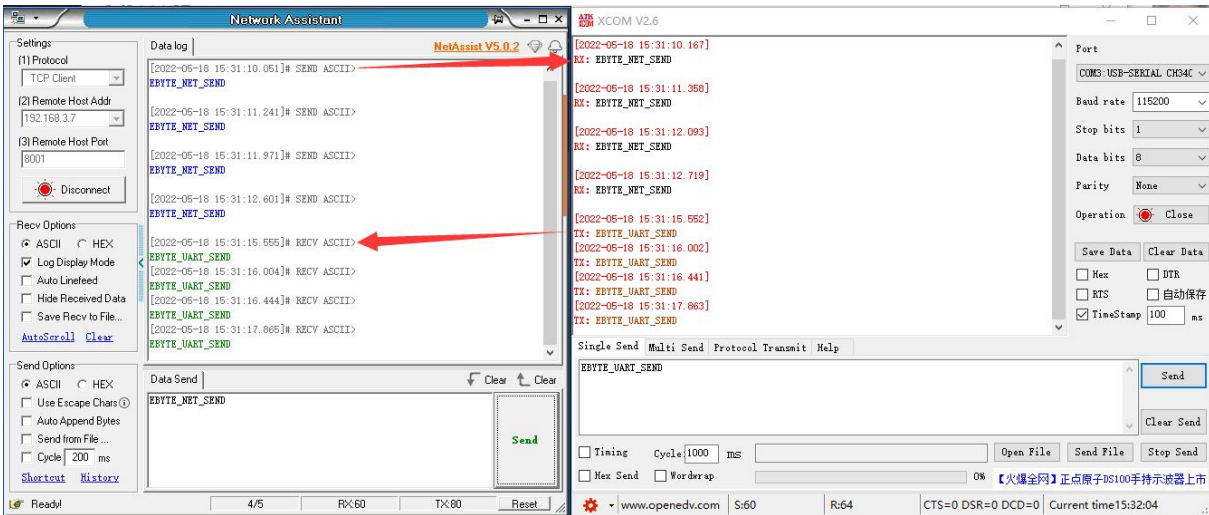 Network Assistant
Settings
(1) Protocol
TCP Client
(2) Remote Host Addr
192.168.3.7
(3) Remote Host Port
8001
Disconnect
Recv Options
ASCII HEX
Log Display Mode
Auto Linefeed
Hide Received Data
Save Recv to File...
AutoScroll Clear
Send Options
ASCII HEX
Use Escape Chars
Auto Append Bytes
Send from File ...
Cycle 200 ms
Shortcut History
Data log
NetAssist V5.0.2
[2022-05-18 15:31:10.051]# SEND ASCII>
EBYTE_NET_SEND
[2022-05-18 15:31:11.241]# SEND ASCII>
EBYTE_NET_SEND
[2022-05-18 15:31:11.971]# SEND ASCII>
EBYTE_NET_SEND
[2022-05-18 15:31:12.601]# SEND ASCII>
EBYTE_NET_SEND
[2022-05-18 15:31:15.555]# RECV ASCII>
EBYTE_UART_SEND
[2022-05-18 15:31:16.004]# RECV ASCII>
EBYTE_UART_SEND
[2022-05-18 15:31:16.444]# RECV ASCII>
EBYTE_UART_SEND
[2022-05-18 15:31:17.865]# RECV ASCII>
EBYTE_UART_SEND
Data Send
Clear Clear
EBYTE_NET_SEND
Send
Ready! 4/5 RX:60 TX:80 Reset
XCOM V2.6
[2022-05-18 15:31:10.167]
RX: EBYTE_NET_SEND
[2022-05-18 15:31:11.358]
RX: EBYTE_NET_SEND
[2022-05-18 15:31:12.093]
RX: EBYTE_NET_SEND
[2022-05-18 15:31:12.719]
RX: EBYTE_NET_SEND
[2022-05-18 15:31:15.552]
TX: EBYTE_UART_SEND
[2022-05-18 15:31:16.002]
TX: EBYTE_UART_SEND
[2022-05-18 15:31:16.441]
TX: EBYTE_UART_SEND
[2022-05-18 15:31:17.863]
TX: EBYTE_UART_SEND
Port
COM3:USB-SERIAL CH34C
Baud rate 115200
Stop bits 1
Data bits 8
Parity None
Operation Close
Save Data Clear Data
Hex DTR
RTS 自动保存
TimeStamp 100 ms
Single Send Multi Send Protocol Transmit Help
EBYTE_UART_SEND
Send
Clear Send
Timing Cycle: 1000 ms Open File Send File Stop Send
Hex Send Wordwrap 0% 【火爆全网】正点原子DS100手持示波器上市
www.openedv.com S:60 R:64 CTS=0 DSR=0 DCD=0 Current time15:32:04